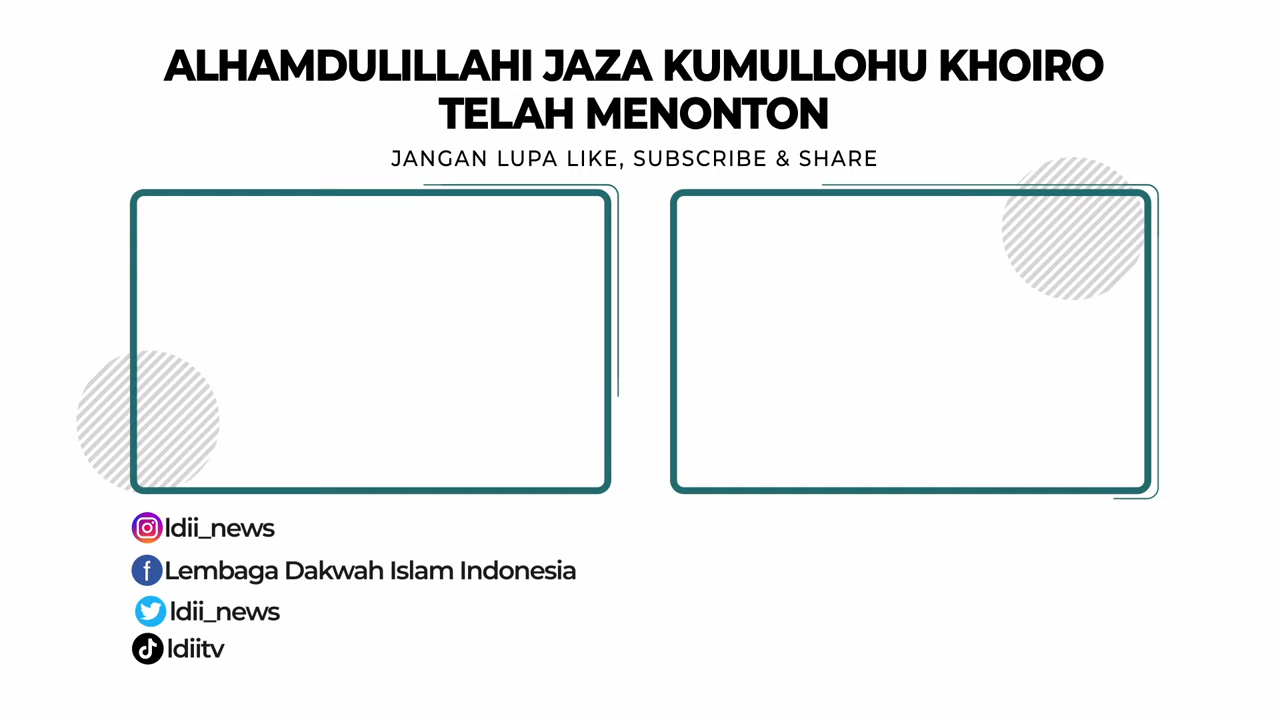 ALHAMDULILLAHI JAZA KUMULLOHU KHOIRO
TELAH MENONTON
JANGAN LUPA LIKE, SUBSCRIBE & SHARE
ldii_news
Lembaga Dakwah Islam Indonesia
ldii_news
ldiitv